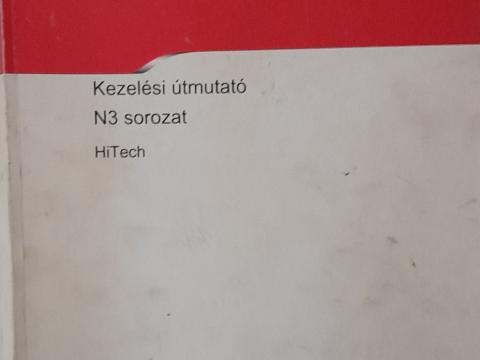 Kezelési útmutató
N3 sorozat
HiTech